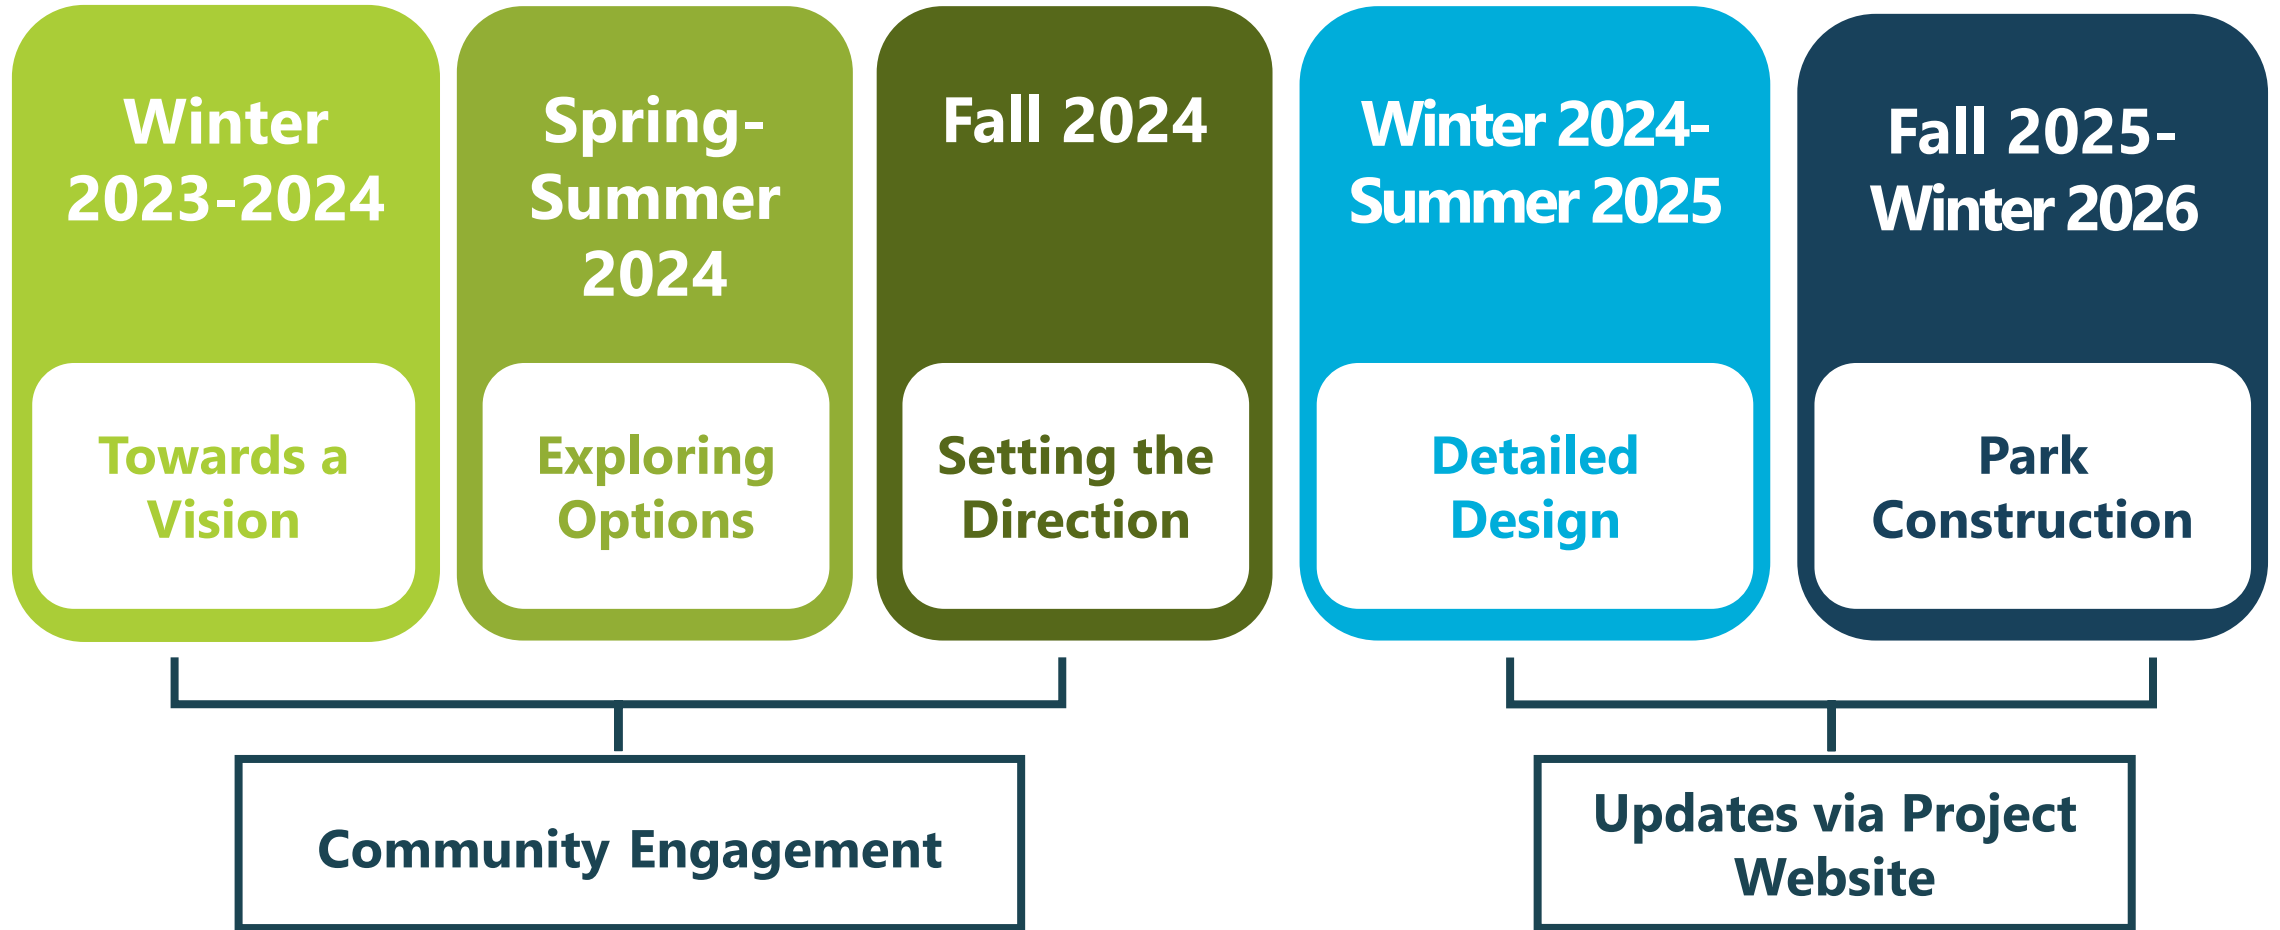 Winter
2023-2024
Towards a
Vision
Spring-
Summer
2024
Exploring
Options
Fall 2024
Setting the
Direction
Winter 2024-
Summer 2025
Detailed
Design
Fall 2025-
Winter 2026
Park
Construction
Community Engagement
Updates via Project
Website